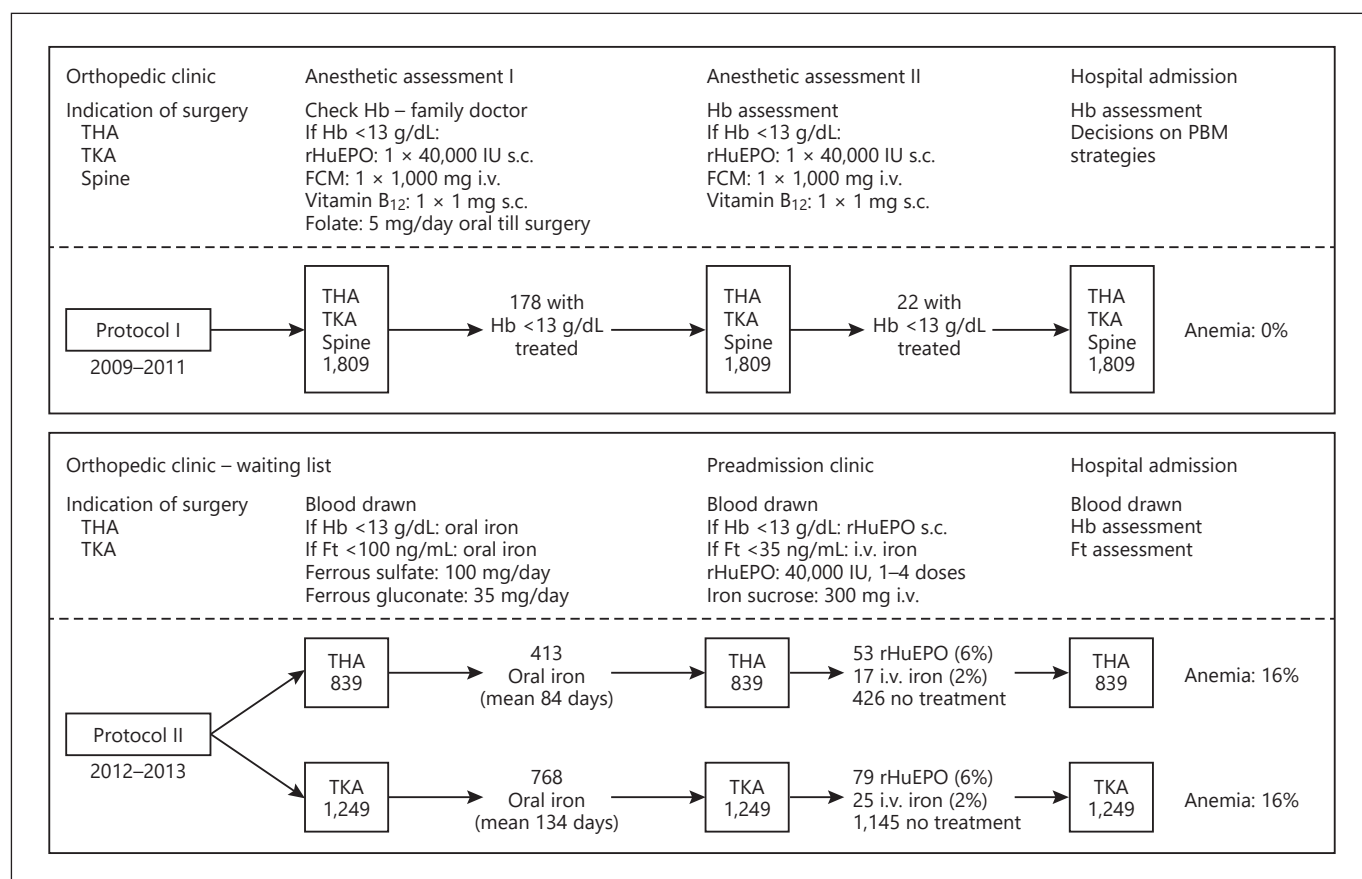 Orthopedic clinic
Indication of surgery
THA
TKA
Spine
Anesthetic assessment I
Check Hb – family doctor
If Hb <13 g/dL:
rHuEPO: 1 × 40,000 IU s.c.
FCM: 1 × 1,000 mg i.v.
Vitamin B12: 1 × 1 mg s.c.
Folate: 5 mg/day oral till surgery
Anesthetic assessment II
Hb assessment
If Hb <13 g/dL:
rHuEPO: 1 × 40,000 IU s.c.
FCM: 1 × 1,000 mg i.v.
Vitamin B12: 1 × 1 mg s.c.
Hospital admission
Hb assessment
Decisions on PBM
strategies
Protocol I
2009–2011
THA
TKA
Spine
1,809
178 with
Hb <13 g/dL
treated
THA
TKA
Spine
1,809
22 with
Hb <13 g/dL
treated
THA
TKA
Spine
1,809
Anemia: 0%
Orthopedic clinic – waiting list
Indication of surgery
THA
TKA
Blood drawn
If Hb <13 g/dL: oral iron
If Ft <100 ng/mL: oral iron
Ferrous sulfate: 100 mg/day
Ferrous gluconate: 35 mg/day
Preadmission clinic
Blood drawn
If Hb <13 g/dL: rHuEPO s.c.
If Ft <35 ng/mL: i.v. iron
rHuEPO: 40,000 IU, 1–4 doses
Iron sucrose: 300 mg i.v.
Hospital admission
Blood drawn
Hb assessment
Ft assessment
Protocol II
2012–2013
THA
839
413
Oral iron
(mean 84 days)
THA
839
53 rHuEPO (6%)
17 i.v. iron (2%)
426 no treatment
THA
839
Anemia: 16%
TKA
1,249
768
Oral iron
(mean 134 days)
TKA
1,249
79 rHuEPO (6%)
25 i.v. iron (2%)
1,145 no treatment
TKA
1,249
Anemia: 16%